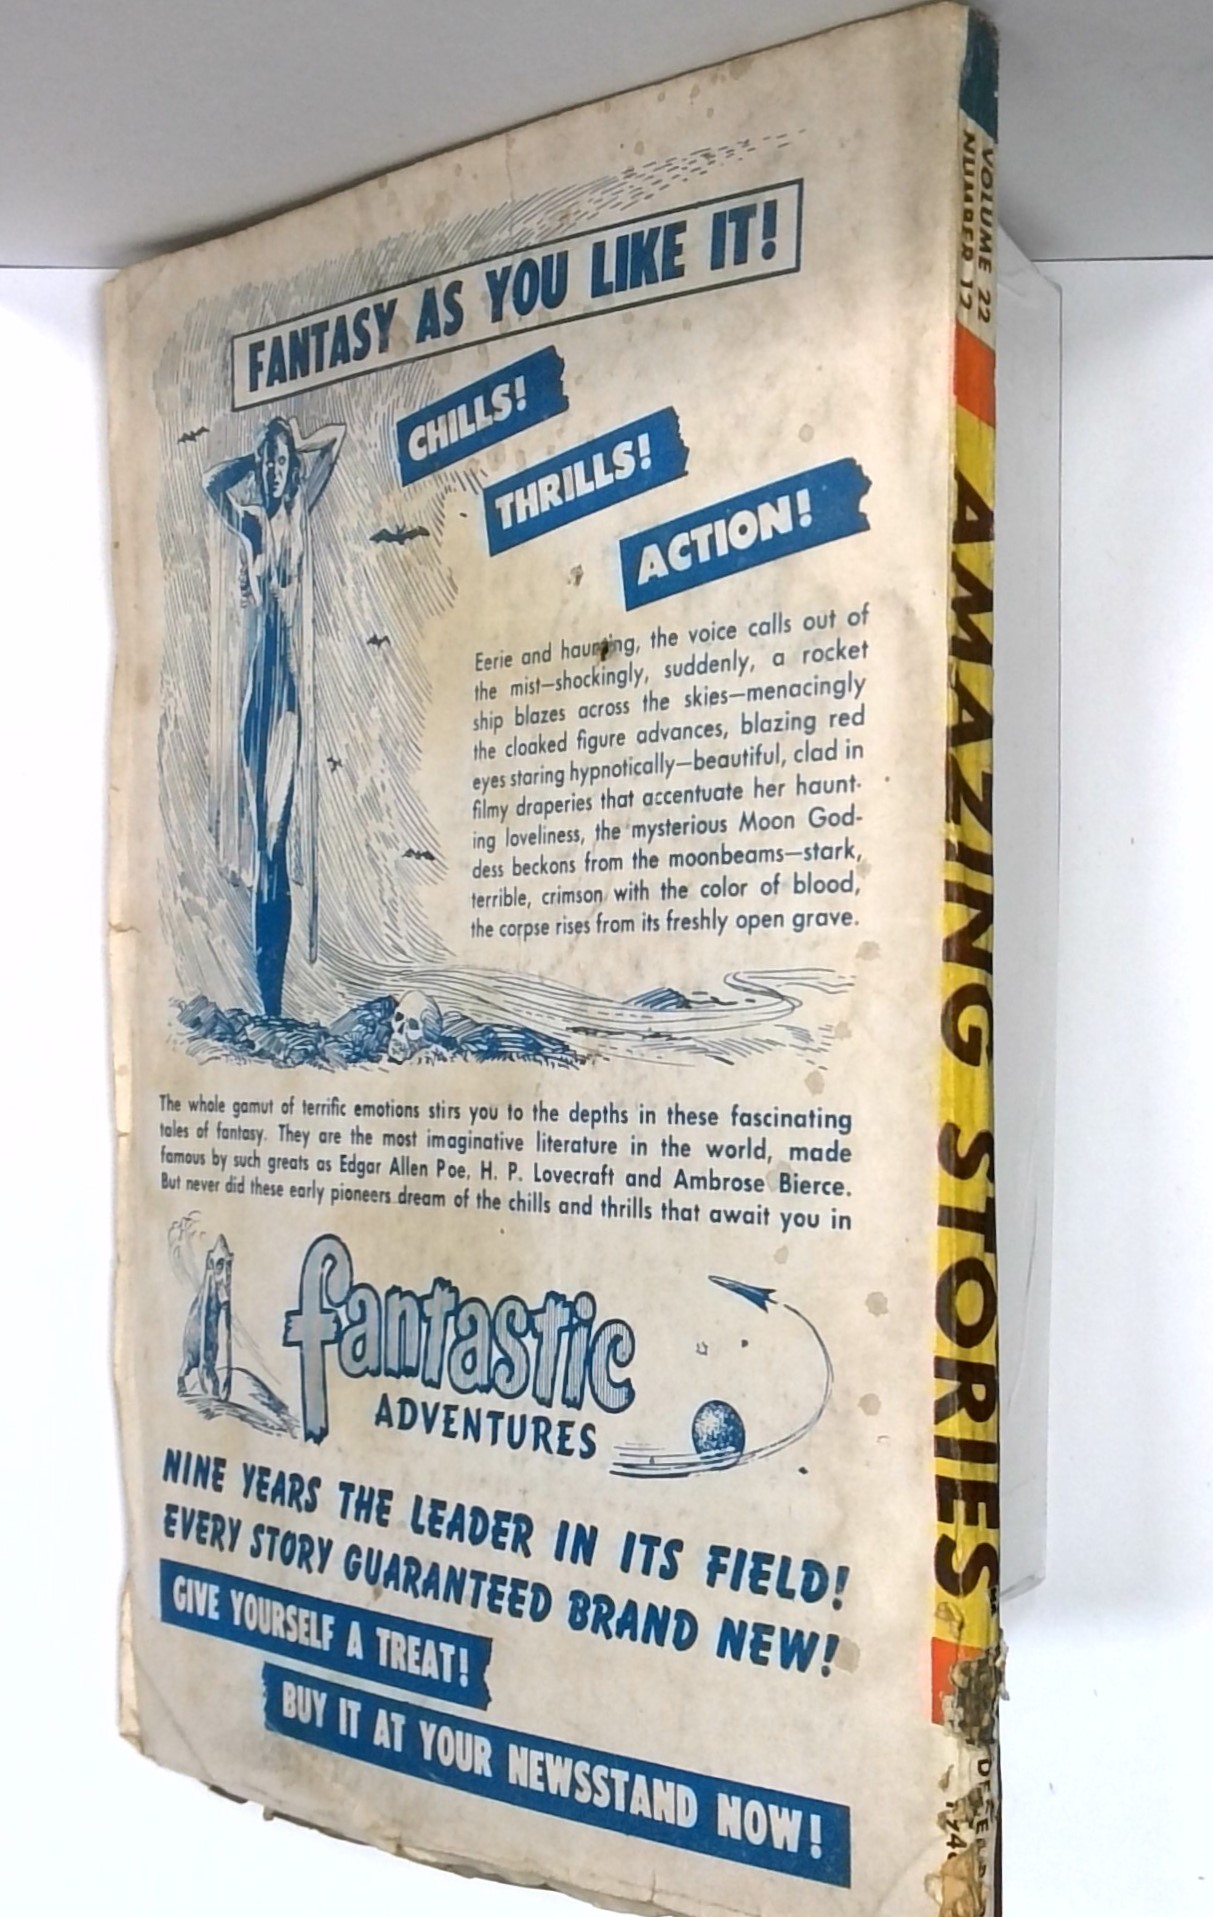 FANTASY AS YOU LIKE IT!
CHILLS!
THRILLS!
ACTION!
Eerie and haunting, the voice calls out of
the mist—shockingly, suddenly, a rocket
ship blazes across the skies—menacingly
the cloaked figure advances, blazing red
eyes staring hypnotically—beautiful, clad in
filmy draperies that accentuate her haunt-
ing loveliness, the mysterious Moon God-
dess beckons from the moonbeams—stark,
terrible, crimson with the color of blood,
the corpse rises from its freshly open grave.
The whole gamut of terrific emotions stirs you to the depths in these fascinating
tales of fantasy. They are the most imaginative literature in the world, made
famous by such greats as Edgar Allen Poe, H. P. Lovecraft and Ambrose Bierce.
But never did these early pioneers dream of the chills and thrills that await you in
fantastic
ADVENTURES
NINE YEARS THE LEADER IN ITS FIELD!
EVERY STORY GUARANTEED BRAND NEW!
GIVE YOURSELF A TREAT!
BUY IT AT YOUR NEWSSTAND NOW!
VOLUME 22
NUMBER 12
AMAZING STORIES